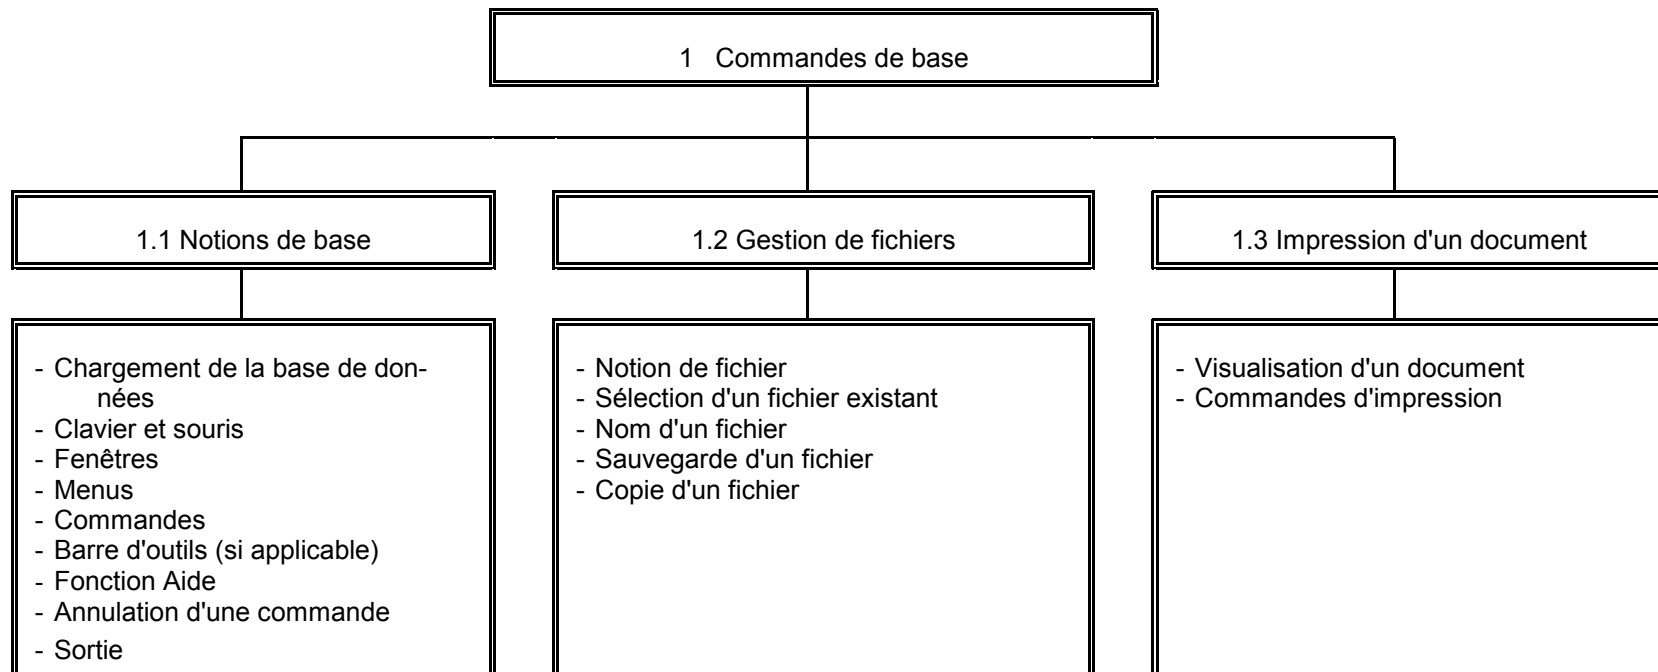 1 Commandes de base
1.1 Notions de base
1.2 Gestion de fichiers
1.3 Impression d'un document
- Chargement de la base de don-
nées
- Clavier et souris
- Fenêtres
- Menus
- Commandes
- Barre d'outils (si applicable)
- Fonction Aide
- Annulation d'une commande
- Sortie
- Notion de fichier
- Sélection d'un fichier existant
- Nom d'un fichier
- Sauvegarde d'un fichier
- Copie d'un fichier
- Visualisation d'un document
- Commandes d'impression